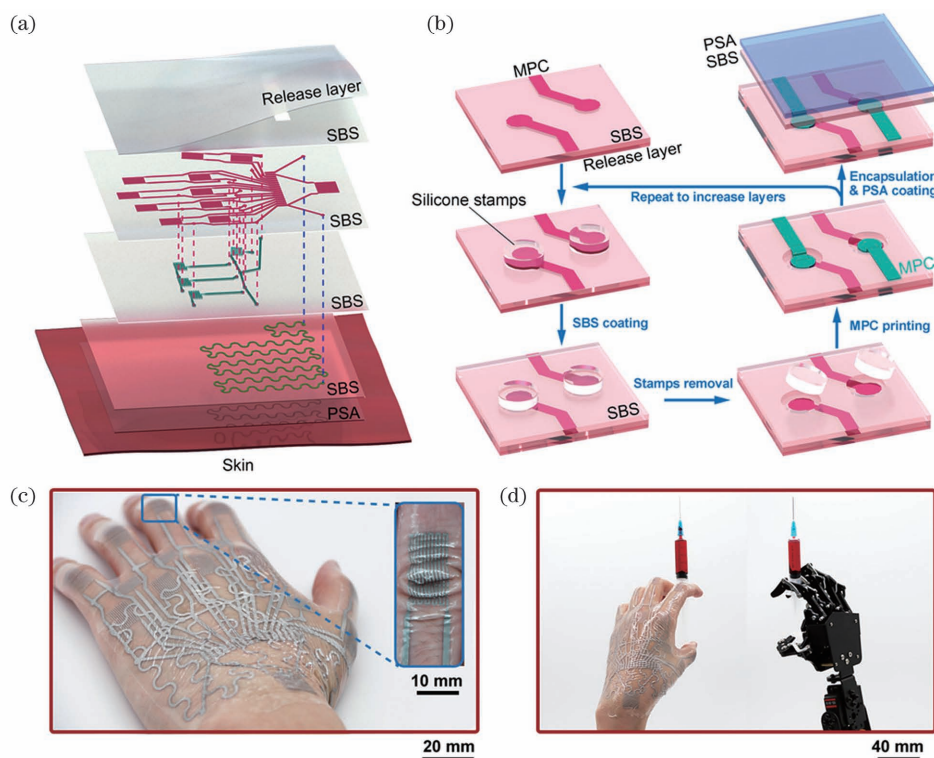 (a)
Release layer
SBS
SBS
SBS
SBS
PSA
Skin
(b)
MPC
SBS
Release layer
Silicone stamps
Repeat to increase layers
SBS coating
SBS
Stamps removal
MPC printing
MPC
Encapsulation
& PSA coating
PSA
SBS
(c)
10 mm
20 mm
(d)
40 mm